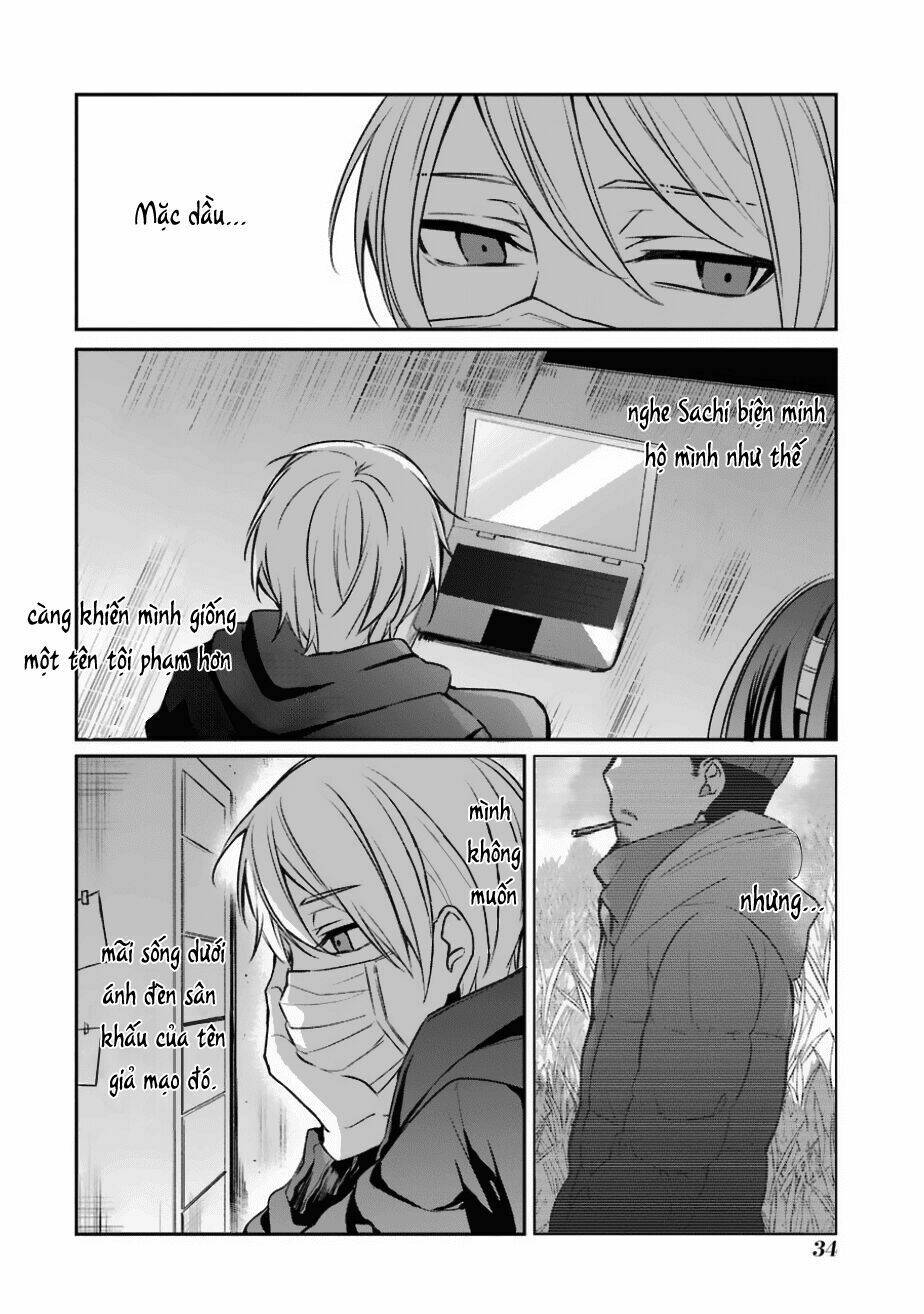 Mặc dầu...
nghe Sachi biện minh
hộ mình như thế
càng khiến mình giống
một tên tội phạm hơn
nhưng...
mình
không
muốn
mãi sống dưới
ánh đèn sân
khấu của tên
giả mạo đó.
34